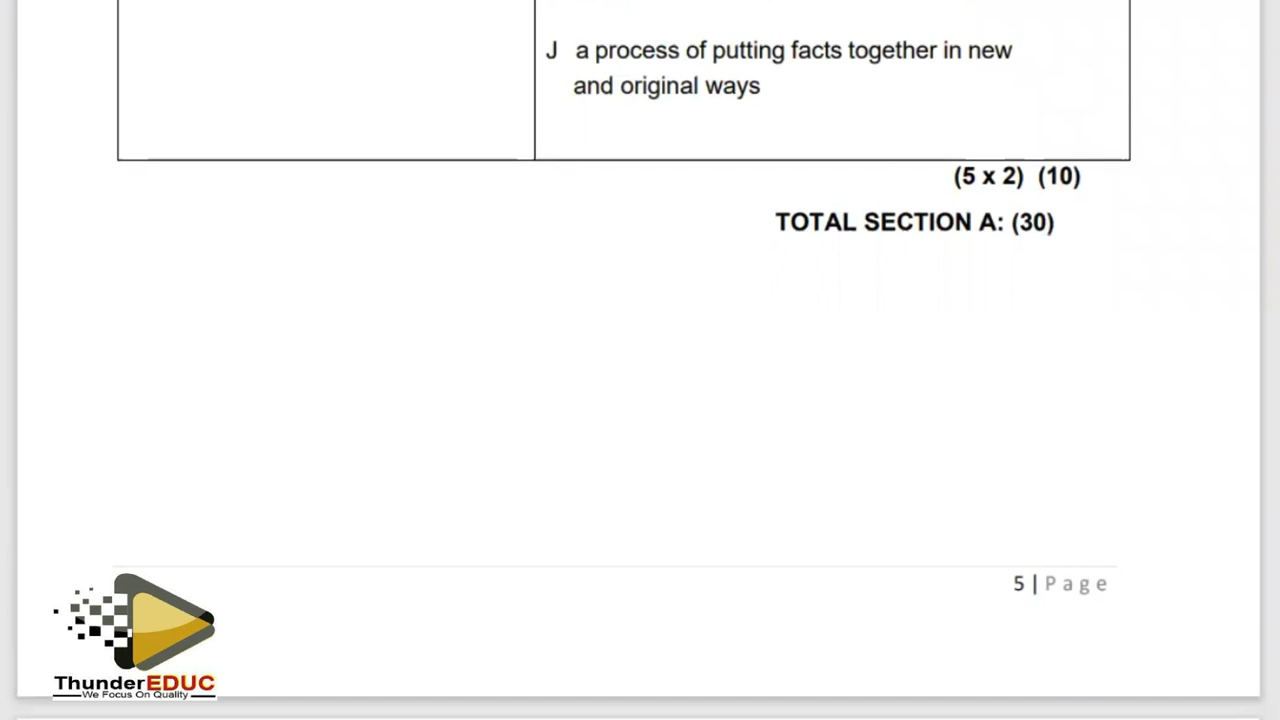 J a process of putting facts together in new
and original ways
(5 x 2) (10)
TOTAL SECTION A: (30)
5 | Page
ThunderEDUC
We Focus On Quality